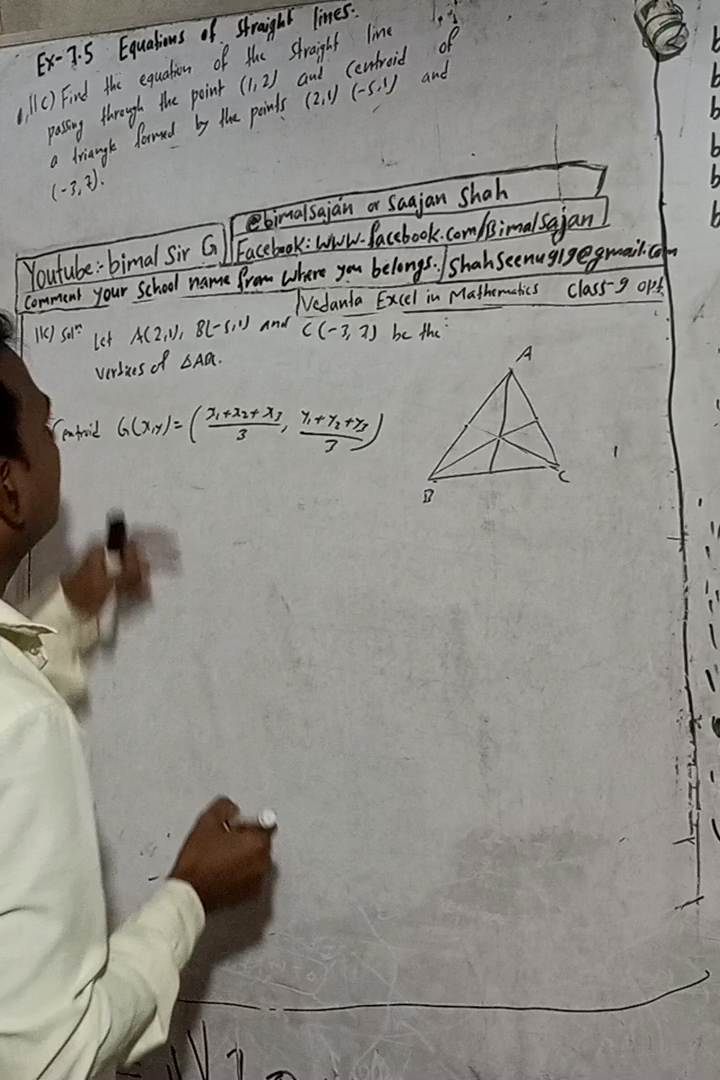 Ex-7.5 Equations of straight lines.
11c) Find the equation of the straight line
passing through the point (1,2) and centroid of
a triangle formed by the points (2,1) (-5,1) and
(-3,7).
Youtube:- bimal Sir G
@bimalsajan or Saajan Shah
Facebook: www.facebook.com/Bimalsajan
Comment your school name from where you belongs.
shahseenu919@gmail.com
Vedanta Excel in Mathematics Class-9 opt
11c) Solⁿ Let A(2,1), B(-5,1) and C(-3,7) be the
vertices of ΔABC.
Centroid G(x,y) = (x₁+x₂+x₃/3, y₁+y₂+y₃/3)
A
B
C